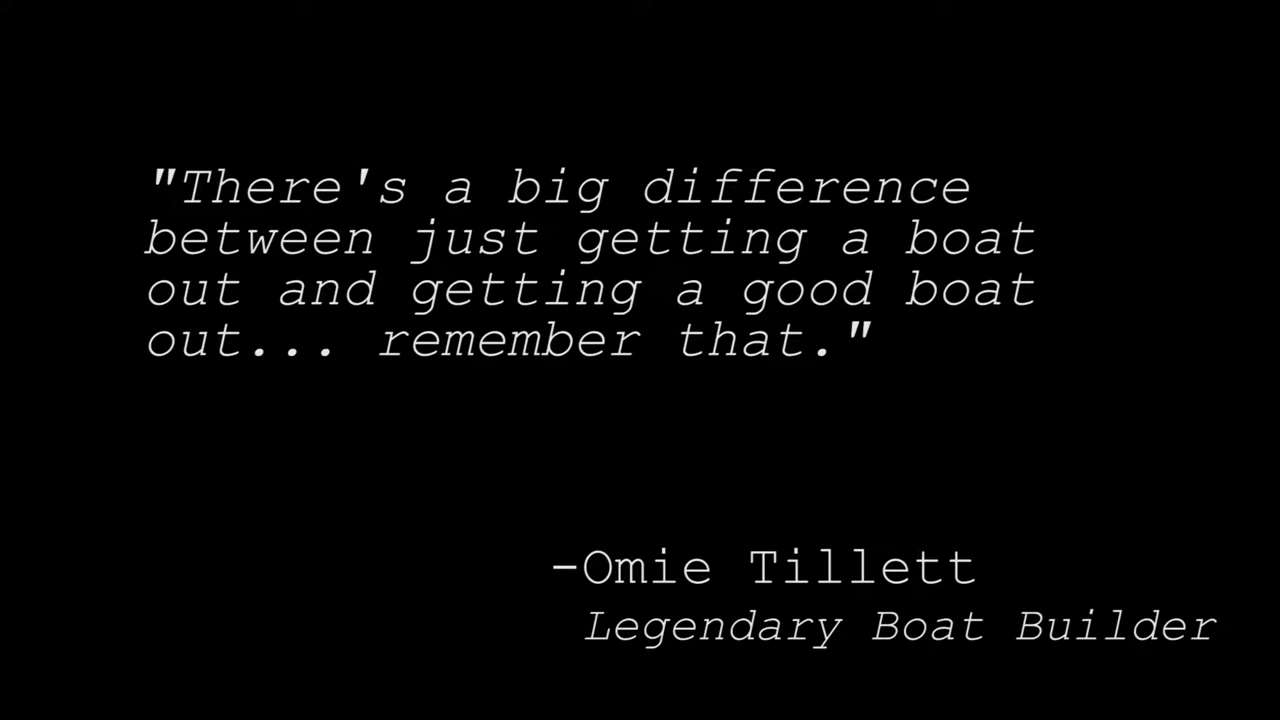 "There's a big difference
between just getting a boat
out and getting a good boat
out... remember that."
-Omie Tillett
Legendary Boat Builder